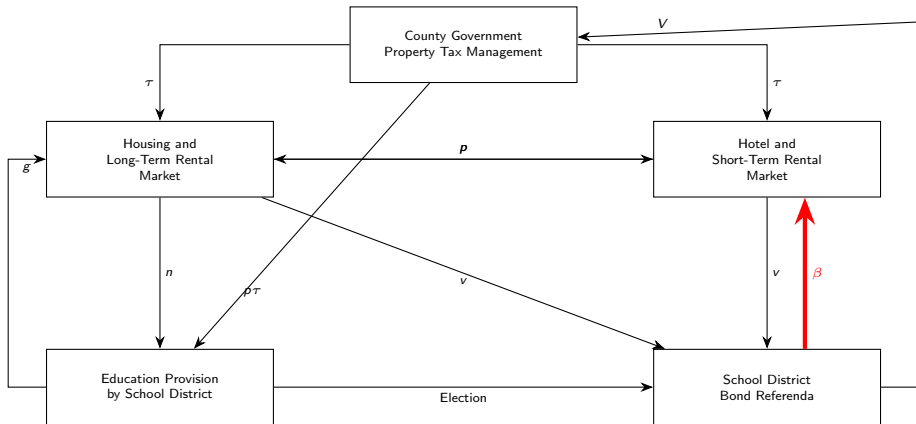 County Government
Property Tax Management
V
τ
τ
Housing and
Long-Term Rental
Market
Hotel and
Short-Term Rental
Market
p
g
n
pτ
v
v
β
Education Provision
by School District
School District
Bond Referenda
Election